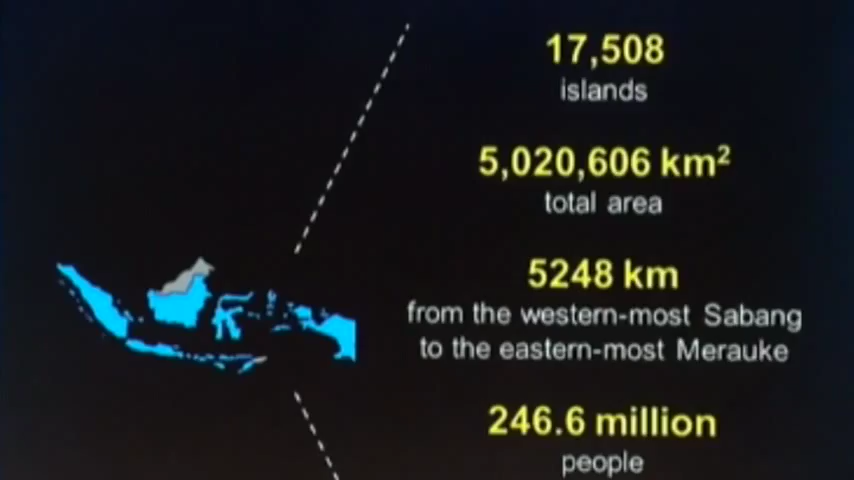 17,508
islands
5,020,606 km²
total area
5248 km
from the western-most Sabang
to the eastern-most Merauke
246.6 million
people